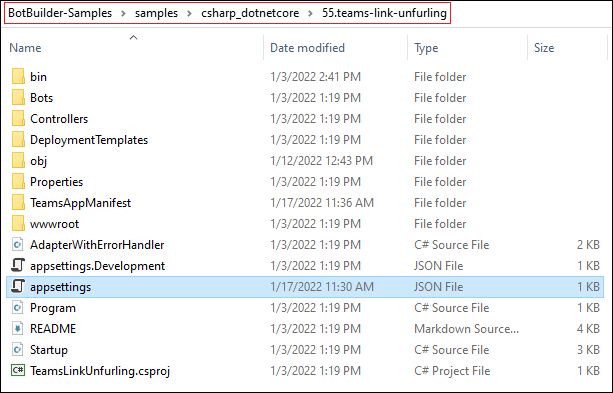 BotBuilder-Samples > samples > csharp_dotnetcore > 55.teams-link-unfurling
Name Date modified Type Size
bin 1/3/2022 2:41 PM File folder
Bots 1/3/2022 1:19 PM File folder
Controllers 1/3/2022 1:19 PM File folder
DeploymentTemplates 1/3/2022 1:19 PM File folder
obj 1/12/2022 12:43 PM File folder
Properties 1/3/2022 1:19 PM File folder
TeamsAppManifest 1/17/2022 11:36 AM File folder
wwwroot 1/3/2022 1:19 PM File folder
AdapterWithErrorHandler 1/3/2022 1:19 PM C# Source File 2 KB
appsettings.Development 1/3/2022 1:19 PM JSON File 1 KB
appsettings 1/17/2022 11:30 AM JSON File 1 KB
Program 1/3/2022 1:19 PM C# Source File 1 KB
README 1/3/2022 1:19 PM Markdown Source... 4 KB
Startup 1/3/2022 1:19 PM C# Source File 3 KB
C# TeamsLinkUnfurling.csproj 1/3/2022 1:19 PM C# Project File 1 KB